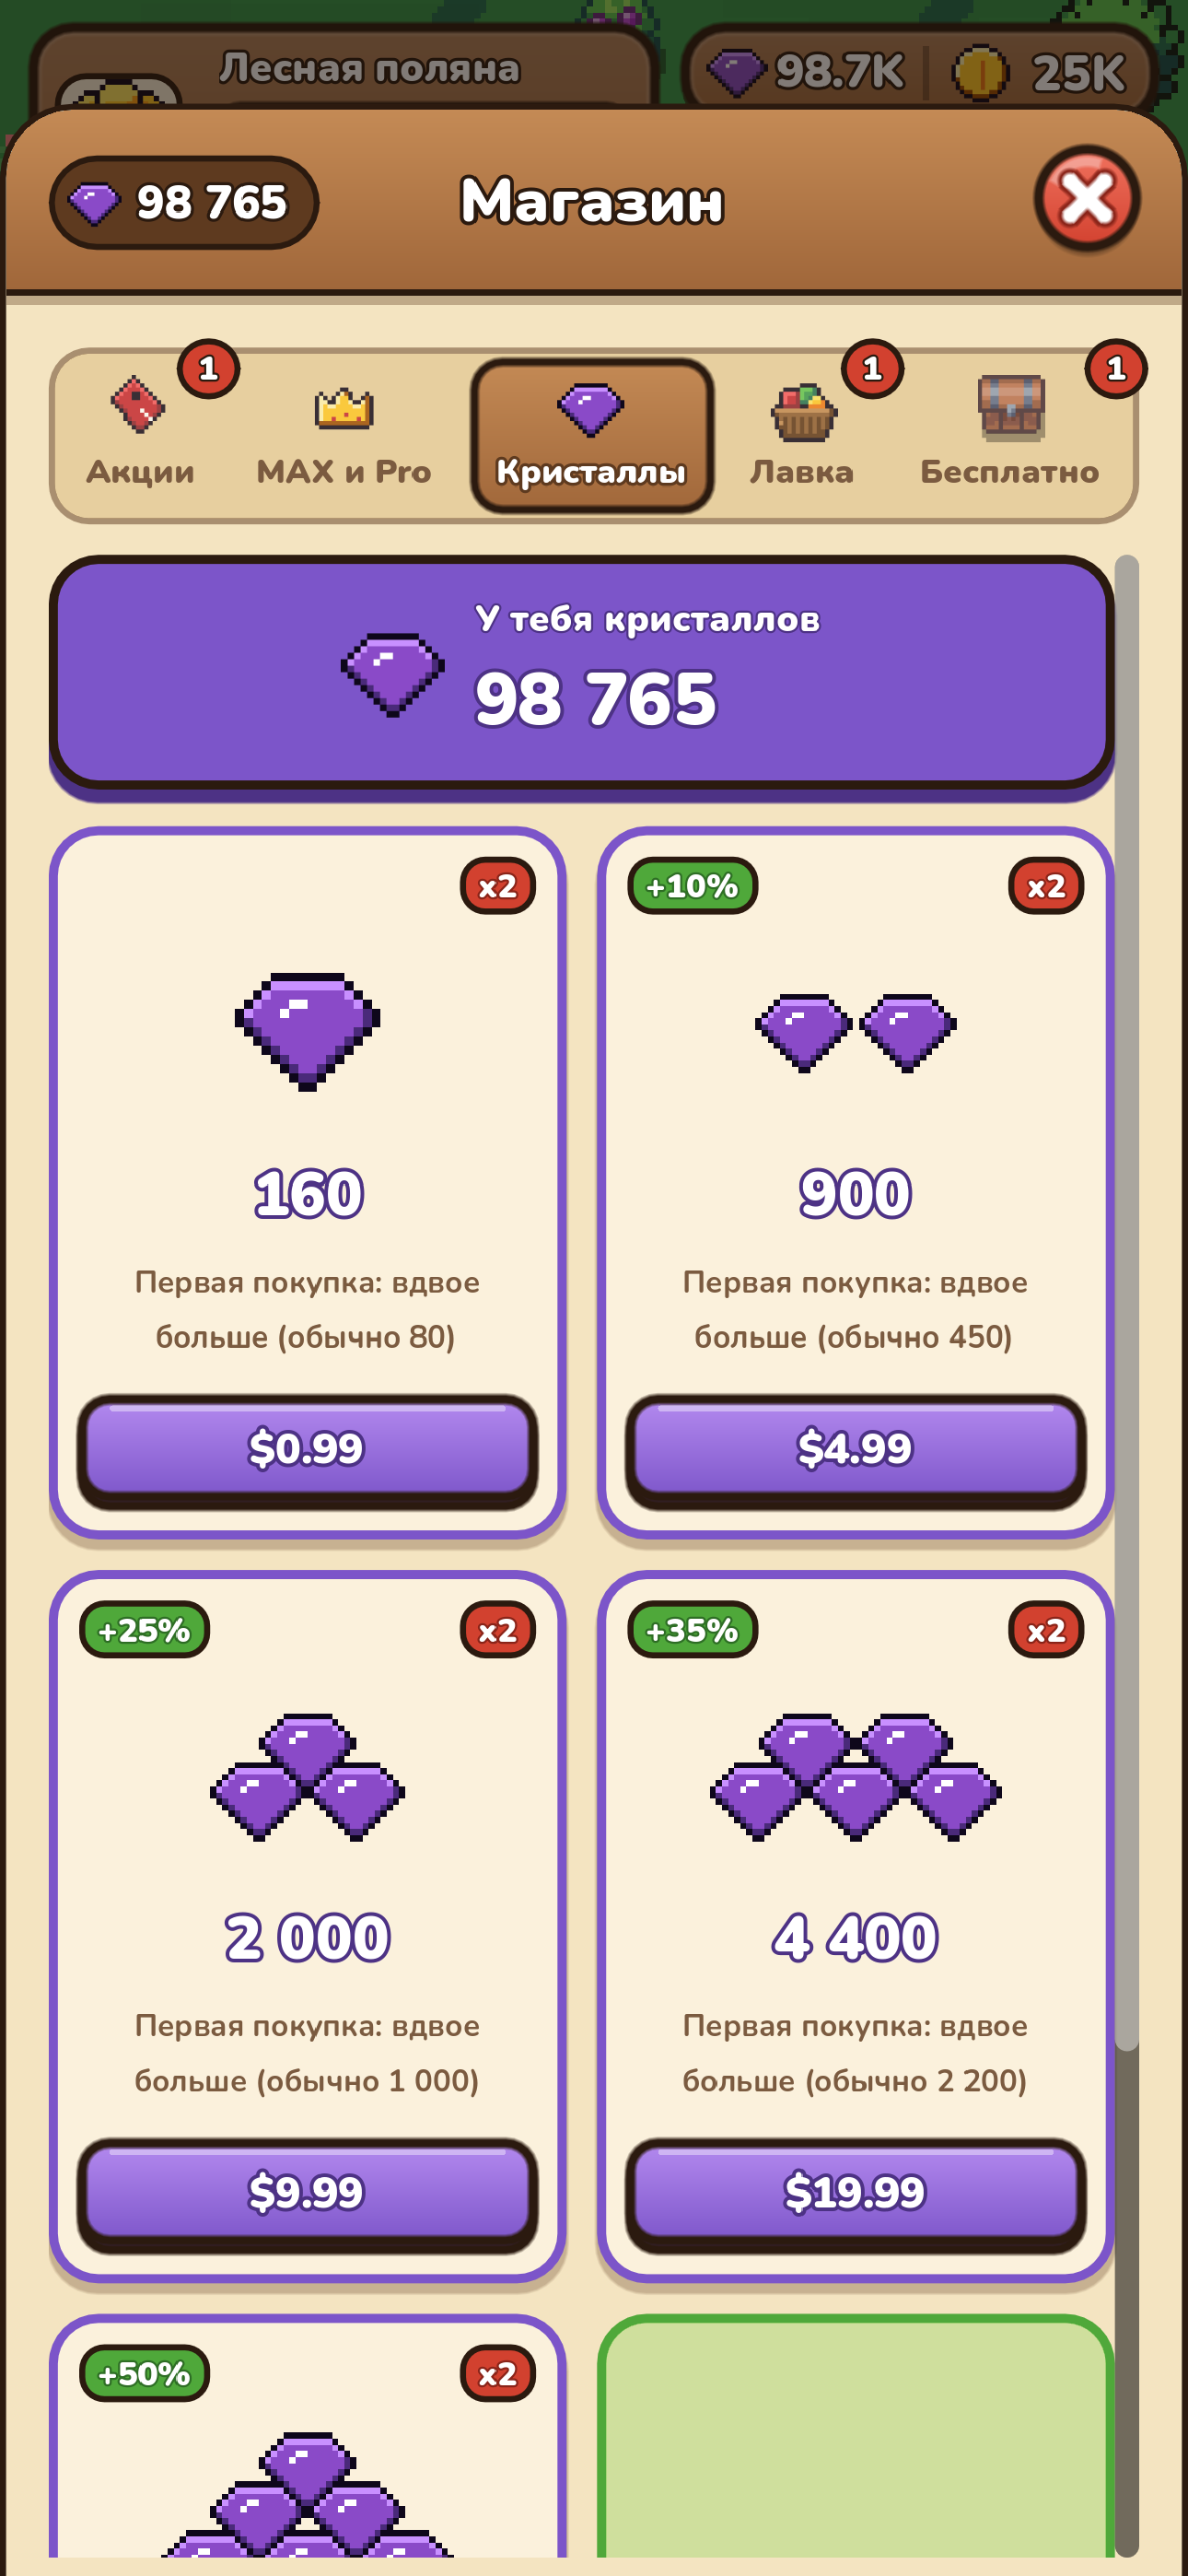 Лесная поляна
98.7K
25K
98 765
Магазин
1
1
1
Акции
MAX и Pro
Кристаллы
Лавка
Бесплатно
У тебя кристаллов
98 765
x2
+10%
x2
160
900
Первая покупка: вдвое
больше (обычно 80)
Первая покупка: вдвое
больше (обычно 450)
$0.99
$4.99
+25%
x2
+35%
x2
2 000
4 400
Первая покупка: вдвое
больше (обычно 1 000)
Первая покупка: вдвое
больше (обычно 2 200)
$9.99
$19.99
+50%
x2